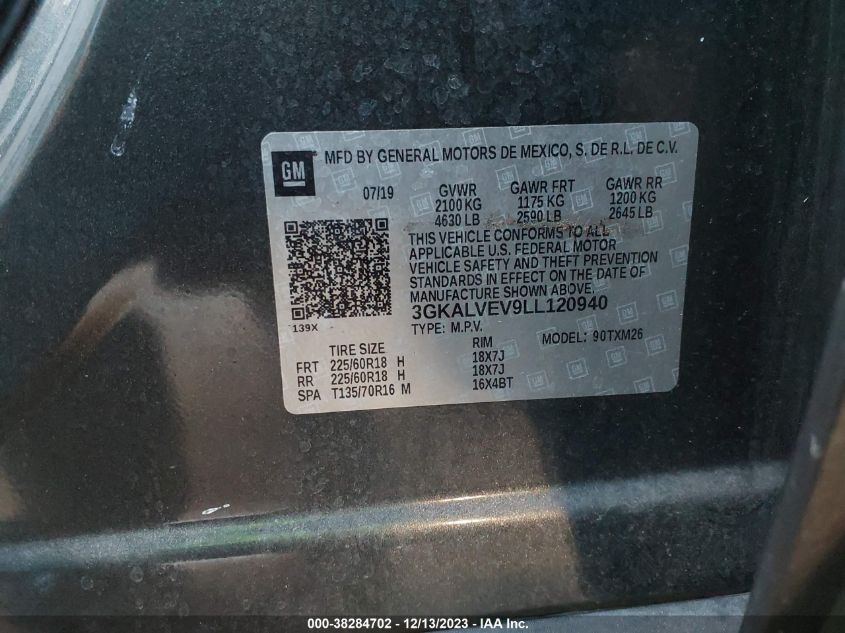 GM
MFD BY GENERAL MOTORS DE MEXICO, S. DE R.L. DE C.V.
07/19 GVWR GAWR FRT GAWR RR
2100 KG 1175 KG 1200 KG
4630 LB 2590 LB 2645 LB
THIS VEHICLE CONFORMS TO ALL
APPLICABLE U.S. FEDERAL MOTOR
VEHICLE SAFETY AND THEFT PREVENTION
STANDARDS IN EFFECT ON THE DATE OF
MANUFACTURE SHOWN ABOVE.
3GKALVEV9LL120940
139X
TYPE: M.P.V. MODEL: 90TXM26
TIRE SIZE RIM
FRT 225/60R18 H 18X7J
RR 225/60R18 H 18X7J
SPA T135/70R16 M 16X4BT
000-38284702 - 12/13/2023 - IAA Inc.